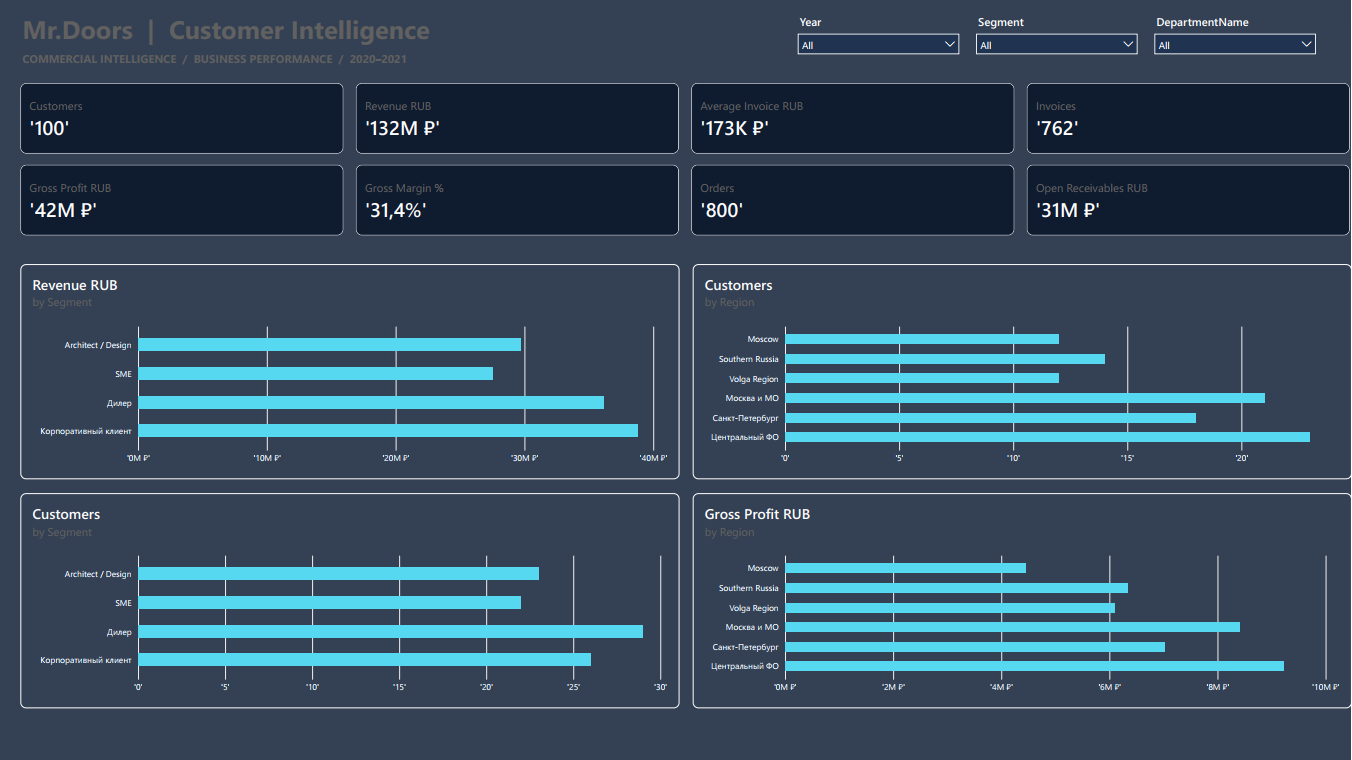 Mr.Doors | Customer Intelligence
COMMERCIAL INTELLIGENCE / BUSINESS PERFORMANCE / 2020–2021
Year
All
Segment
All
DepartmentName
All
Customers
'100'
Revenue RUB
'132M ₽'
Average Invoice RUB
'173K ₽'
Invoices
'762'
Gross Profit RUB
'42M ₽'
Gross Margin %
'31,4%'
Orders
'800'
Open Receivables RUB
'31M ₽'
Revenue RUB
by Segment
Architect / Design
SME
Дилер
Корпоративный клиент
'0M ₽' '10M ₽' '20M ₽' '30M ₽' '40M ₽'
Customers
by Region
Moscow
Southern Russia
Volga Region
Москва и МО
Санкт-Петербург
Центральный ФО
'0' '5' '10' '15' '20'
Customers
by Segment
Architect / Design
SME
Дилер
Корпоративный клиент
'0' '5' '10' '15' '20' '25' '30'
Gross Profit RUB
by Region
Moscow
Southern Russia
Volga Region
Москва и МО
Санкт-Петербург
Центральный ФО
'0M ₽' '2M ₽' '4M ₽' '6M ₽' '8M ₽' '10M ₽'